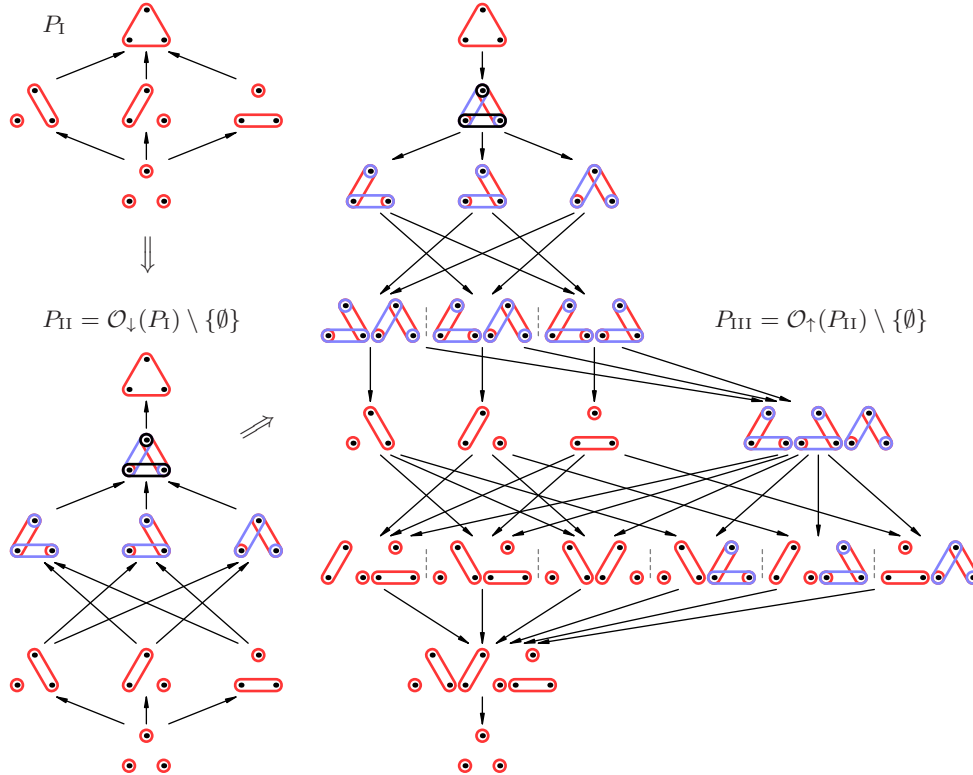 P_I
P_II = O_↓(P_I) \ {∅}
P_III = O_↑(P_II) \ {∅}